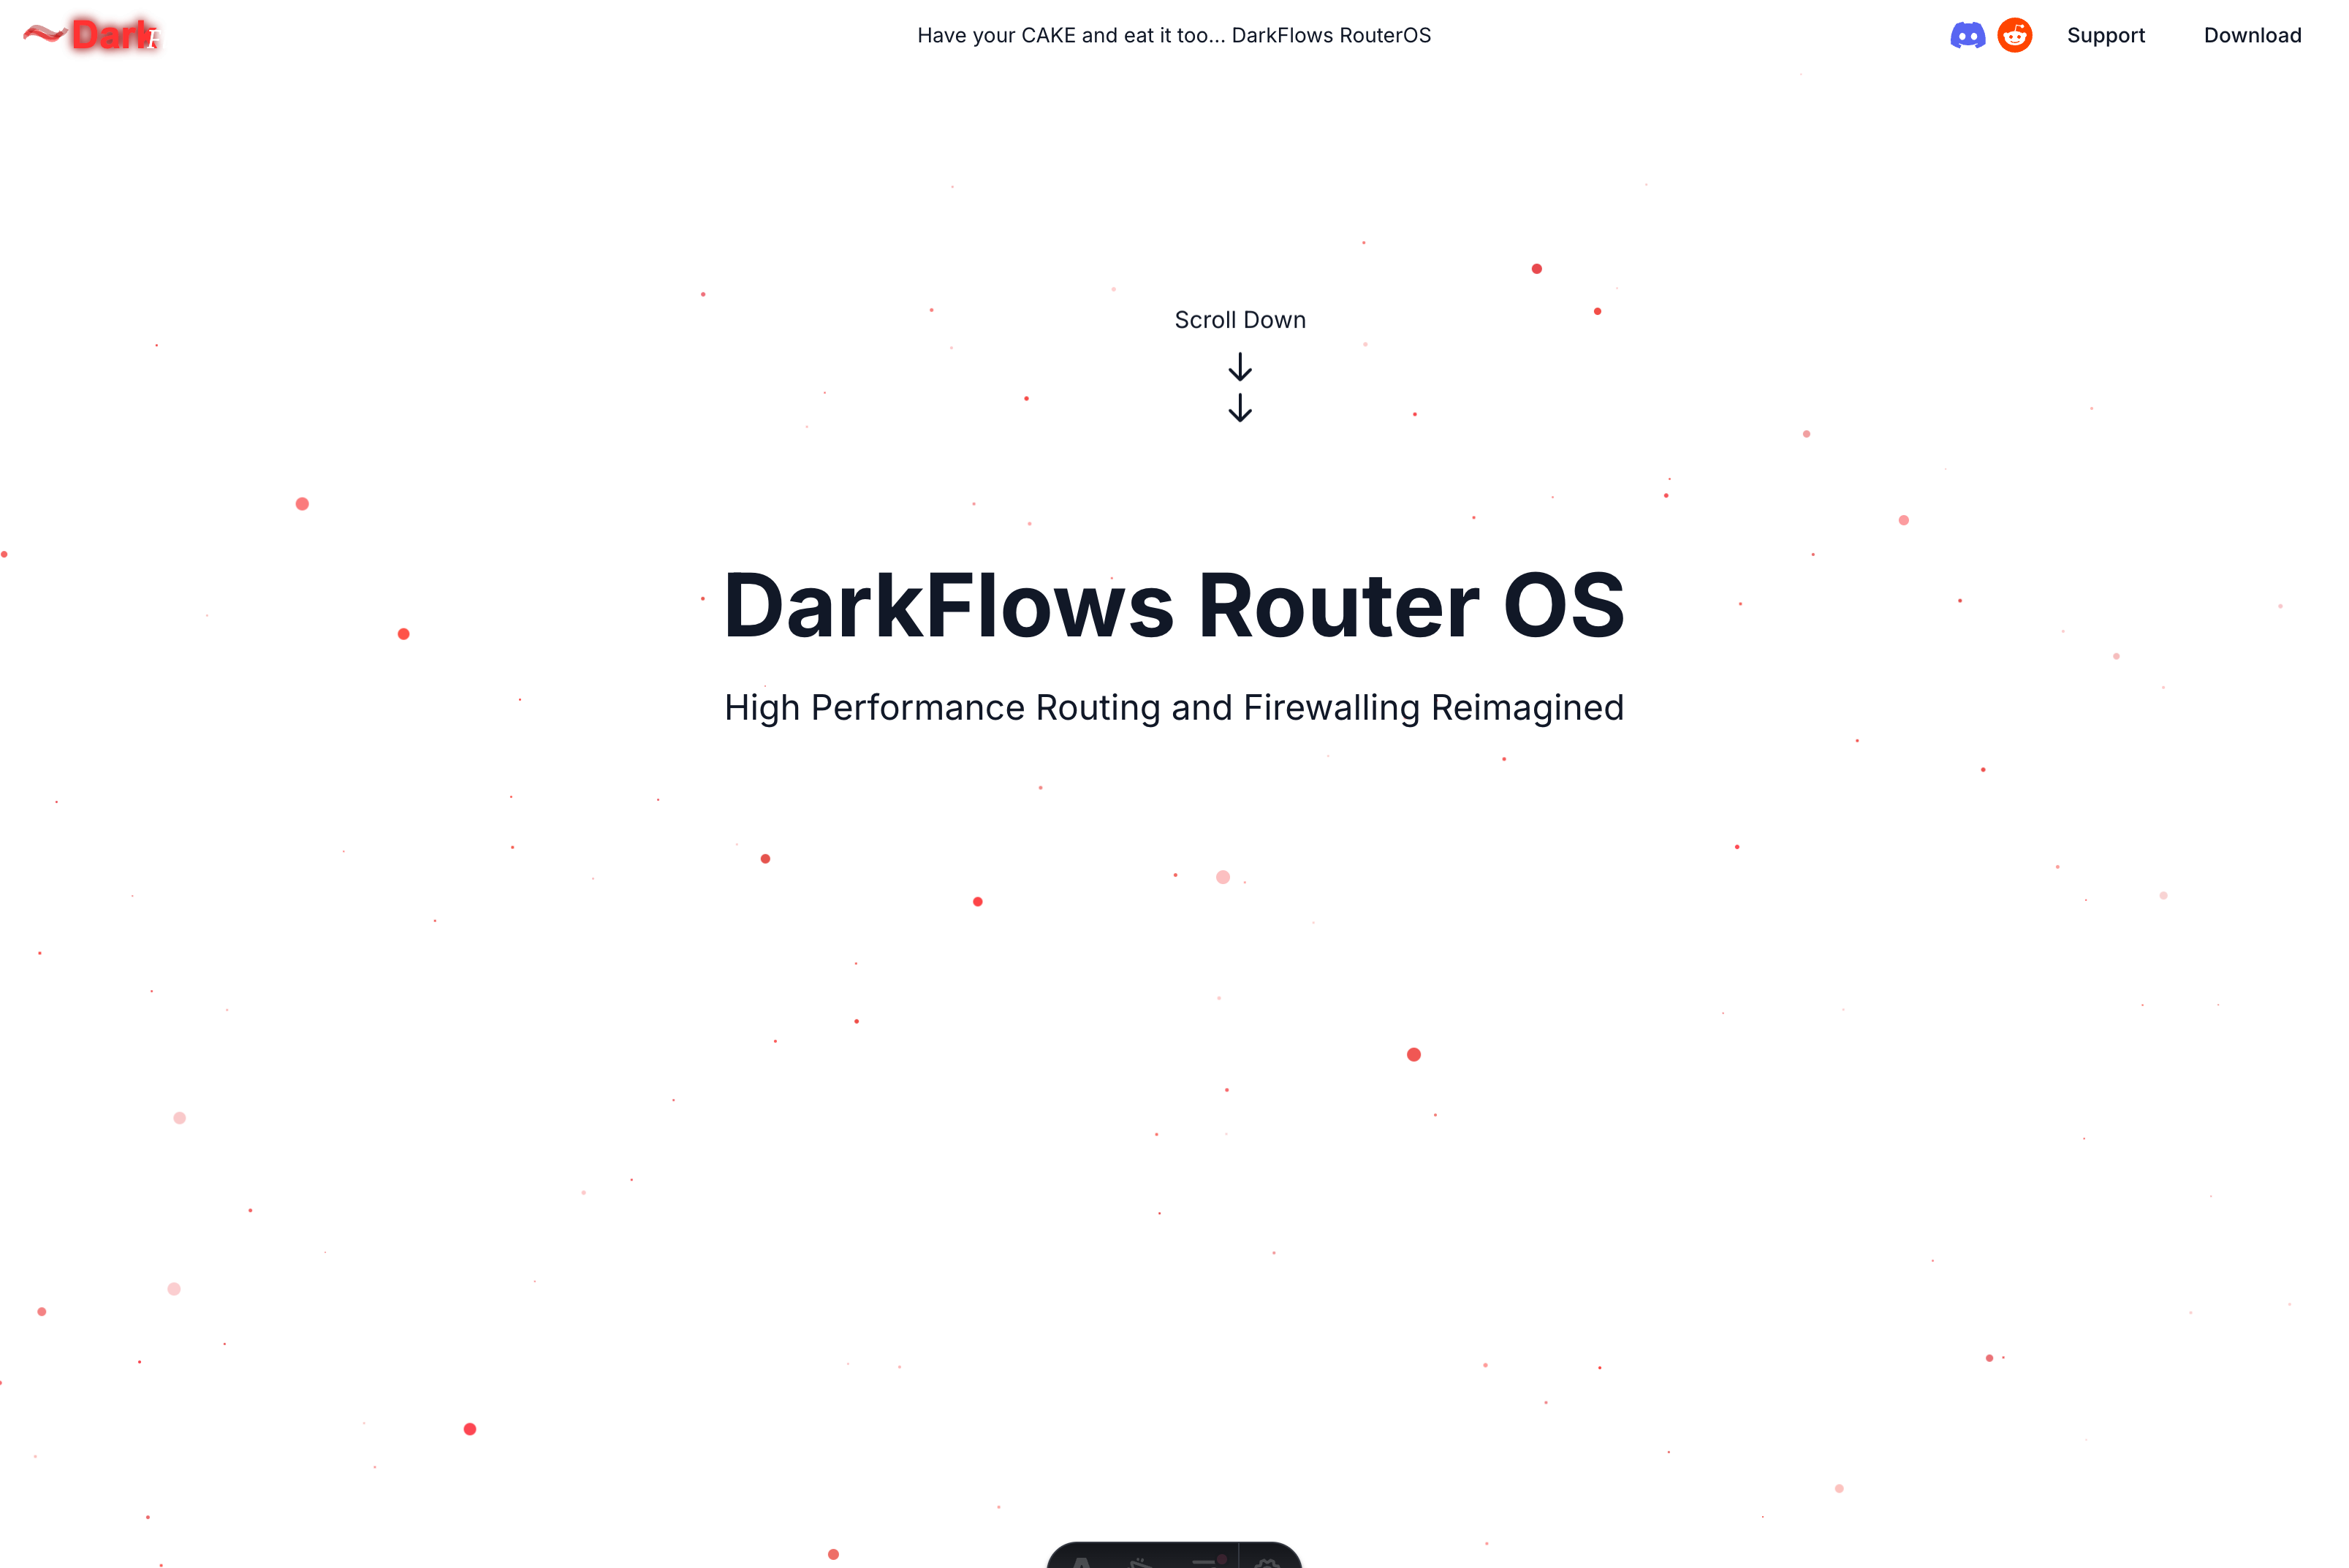 Dark
Have your CAKE and eat it too... DarkFlows RouterOS
Support
Download
Scroll Down
DarkFlows Router OS
High Performance Routing and Firewalling Reimagined